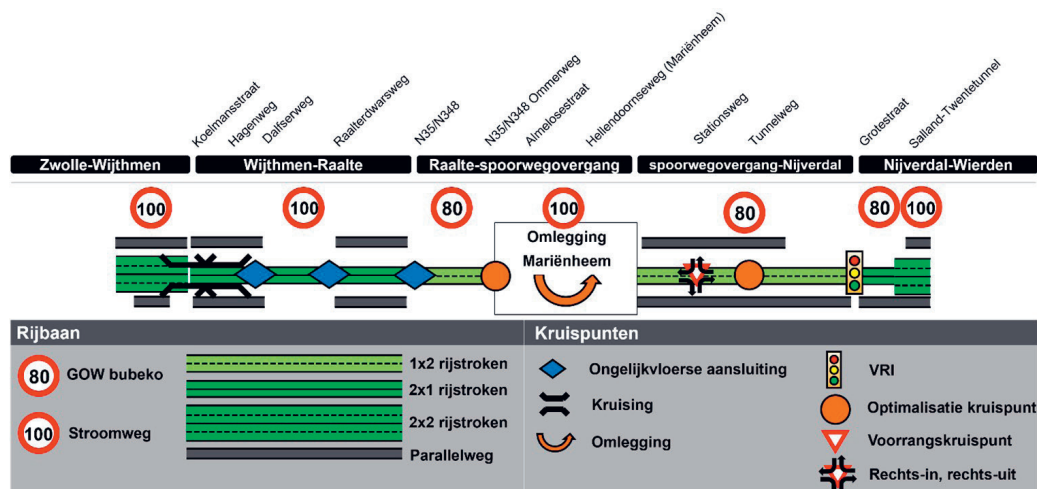 Koelmansstraat
Hagenweg
Dalfserweg
Raalterdwarsweg
N35/N348
N35/N348 Ommerweg
Almelosestraat
Hellendoornseweg (Mariënheem)
Stationsweg
Tunnelweg
Grotestraat
Salland-Twentetunnel
Zwolle-Wijthmen
Wijthmen-Raalte
Raalte-spoorwegovergang
spoorwegovergang-Nijverdal
Nijverdal-Wierden
100
100
80
100
80
80
100
Omlegging
Mariënheem
Rijbaan
80
GOW bubeko
100
Stroomweg
1x2 rijstroken
2x1 rijstroken
2x2 rijstroken
Parallelweg
Kruispunten
Ongelijkvloerse aansluiting
Kruising
Omlegging
VRI
Optimalisatie kruispunt
Voorrangskruispunt
Rechts-in, rechts-uit